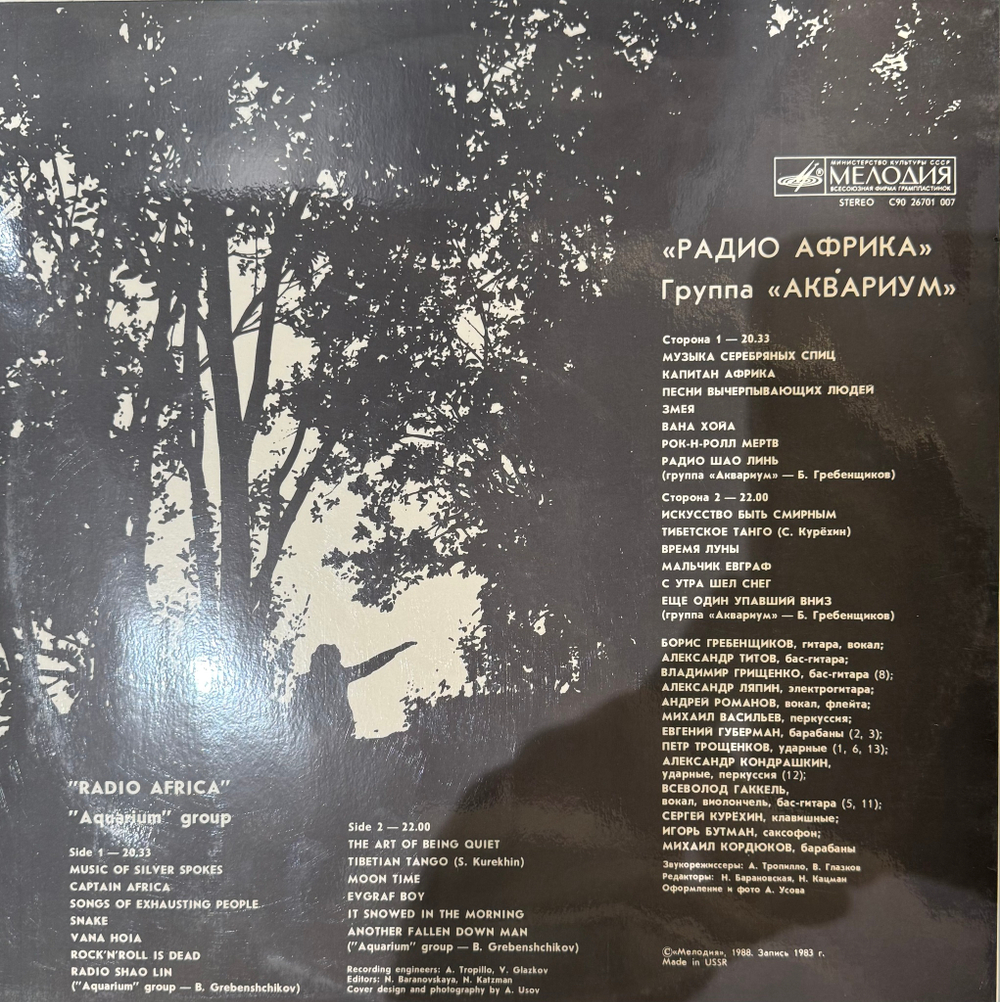 МИНИСТЕРСТВО КУЛЬТУРЫ СССР
МЕЛОДИЯ
ВСЕСОЮЗНАЯ ФИРМА ГРАМПЛАСТИНОК
STEREO С90 26701 007
«РАДИО АФРИКА»
Группа «АКВАРИУМ»
Сторона 1 — 20.33
МУЗЫКА СЕРЕБРЯНЫХ СПИЦ
КАПИТАН АФРИКА
ПЕСНИ ВЫЧЕРПЫВАЮЩИХ ЛЮДЕЙ
ЗМЕЯ
ВАНА ХОЙА
РОК-Н-РОЛЛ МЕРТВ
РАДИО ШАО ЛИНЬ
(группа «Аквариум» — Б. Гребенщиков)
Сторона 2 — 22.00
ИСКУССТВО БЫТЬ СМИРНЫМ
ТИБЕТСКОЕ ТАНГО (С. Курёхин)
ВРЕМЯ ЛУНЫ
МАЛЬЧИК ЕВГРАФ
С УТРА ШЕЛ СНЕГ
ЕЩЕ ОДИН УПАВШИЙ ВНИЗ
(группа «Аквариум» — Б. Гребенщиков)
БОРИС ГРЕБЕНЩИКОВ, гитара, вокал;
АЛЕКСАНДР ТИТОВ, бас-гитара;
ВЛАДИМИР ГРИЩЕНКО, бас-гитара (8);
АЛЕКСАНДР ЛЯПИН, электрогитара;
АНДРЕЙ РОМАНОВ, вокал, флейта;
МИХАИЛ ВАСИЛЬЕВ, перкуссия;
ЕВГЕНИЙ ГУБЕРМАН, барабаны (2, 3);
ПЕТР ТРОЩЕНКОВ, ударные (1, 6, 13);
АЛЕКСАНДР КОНДРАШКИН,
ударные, перкуссия (12);
ВСЕВОЛОД ГАККЕЛЬ,
вокал, виолончель, бас-гитара (5, 11);
СЕРГЕЙ КУРЕХИН, клавишные;
ИГОРЬ БУТМАН, саксофон;
МИХАИЛ КОРДЮКОВ, барабаны
Звукорежиссеры: А. Тропилло, В. Глазков
Редакторы: Н. Барановская, Н. Кацман
Оформление и фото А. Усова
©«Мелодия», 1988. Запись 1983 г.
Made in USSR
"RADIO AFRICA"
"Aquarium" group
Side 1 — 20.33
MUSIC OF SILVER SPOKES
CAPTAIN AFRICA
SONGS OF EXHAUSTING PEOPLE
SNAKE
VANA HOIA
ROCK'N'ROLL IS DEAD
RADIO SHAO LIN
("Aquarium" group — B. Grebenshchikov)
Side 2 — 22.00
THE ART OF BEING QUIET
TIBETIAN TANGO (S. Kurekhin)
MOON TIME
EVGRAF BOY
IT SNOWED IN THE MORNING
ANOTHER FALLEN DOWN MAN
("Aquarium" group — B. Grebenshchikov)
Recording engineers: A. Tropillo, V. Glazkov
Editors: N. Baranovskaya, N. Katzman
Cover design and photography by A. Usov